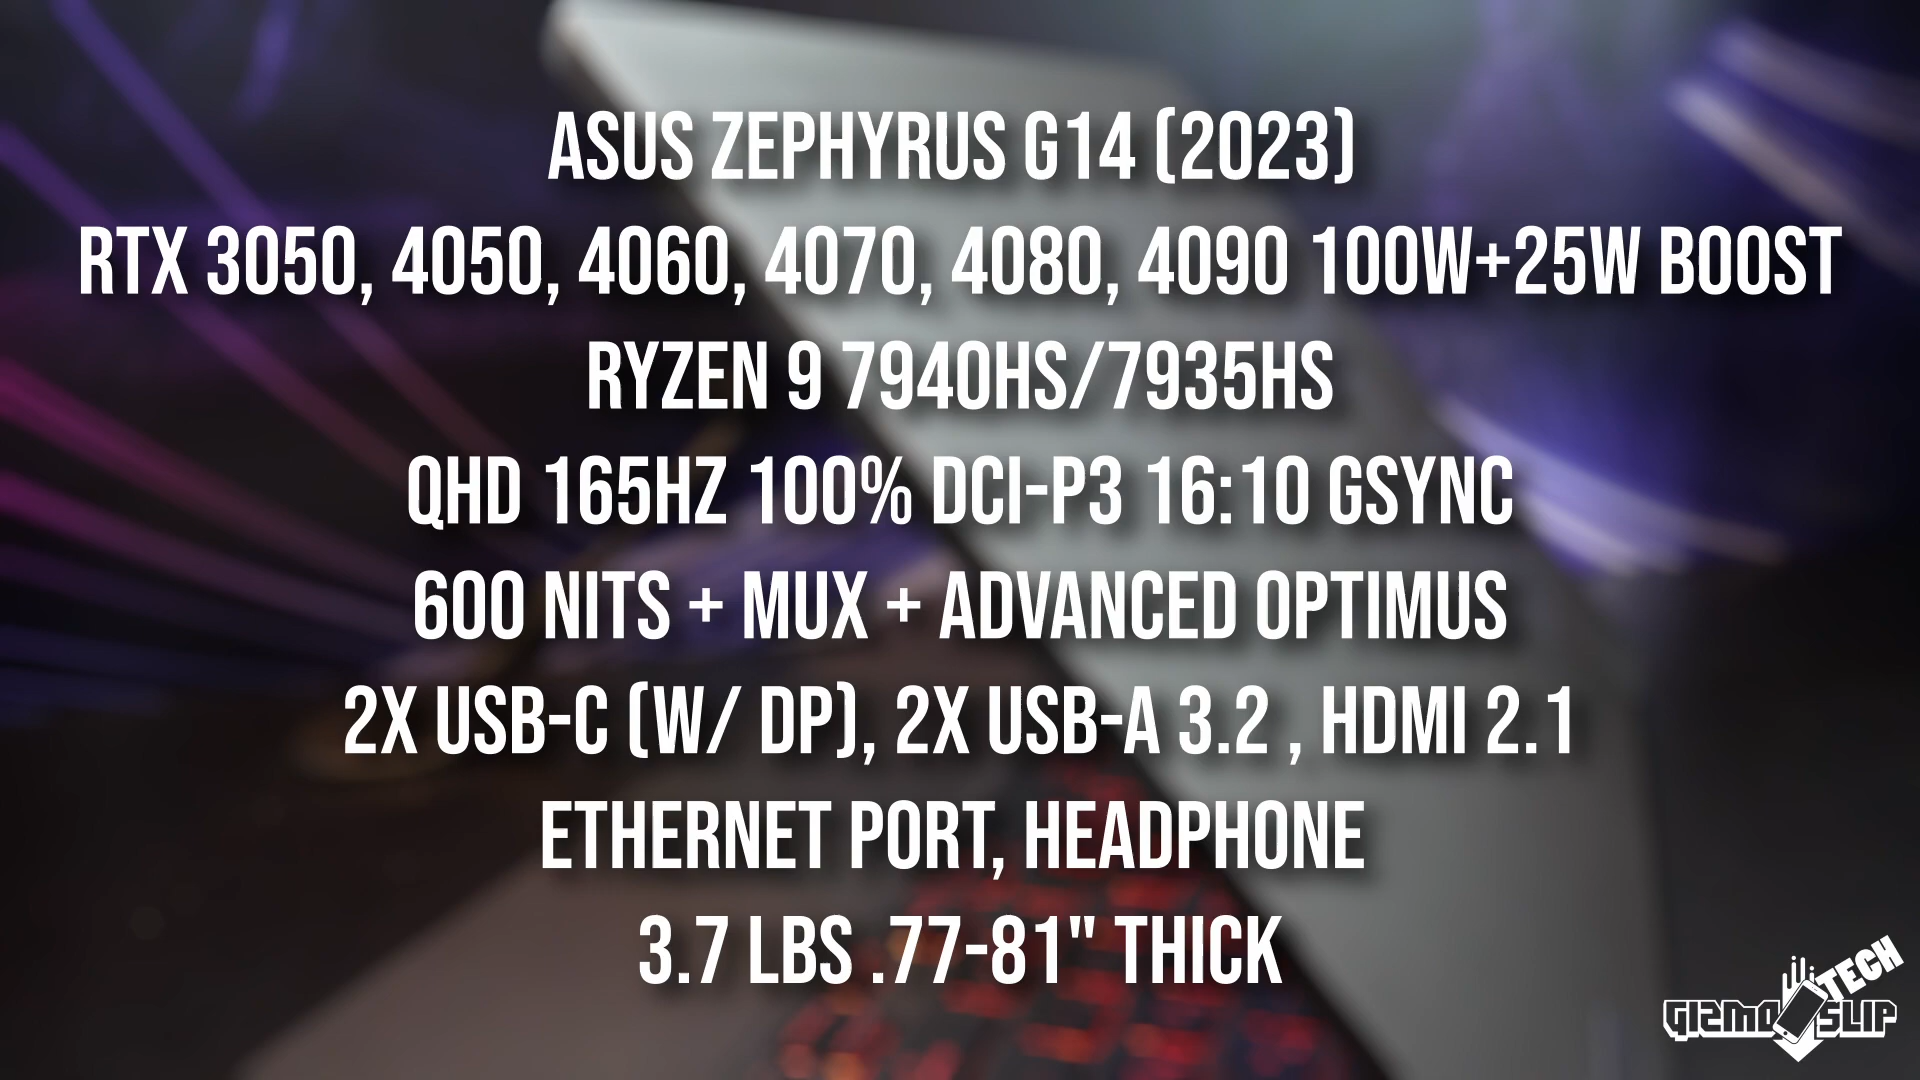 ASUS ZEPHYRUS G14 (2023)
RTX 3050, 4050, 4060, 4070, 4080, 4090 100W+25W BOOST
RYZEN 9 7940HS/7935HS
QHD 165HZ 100% DCI-P3 16:10 GSYNC
600 NITS + MUX + ADVANCED OPTIMUS
2X USB-C (W/ DP), 2X USB-A 3.2 , HDMI 2.1
ETHERNET PORT, HEADPHONE
3.7 LBS .77-81" THICK
TECH
GIZMO SLIP